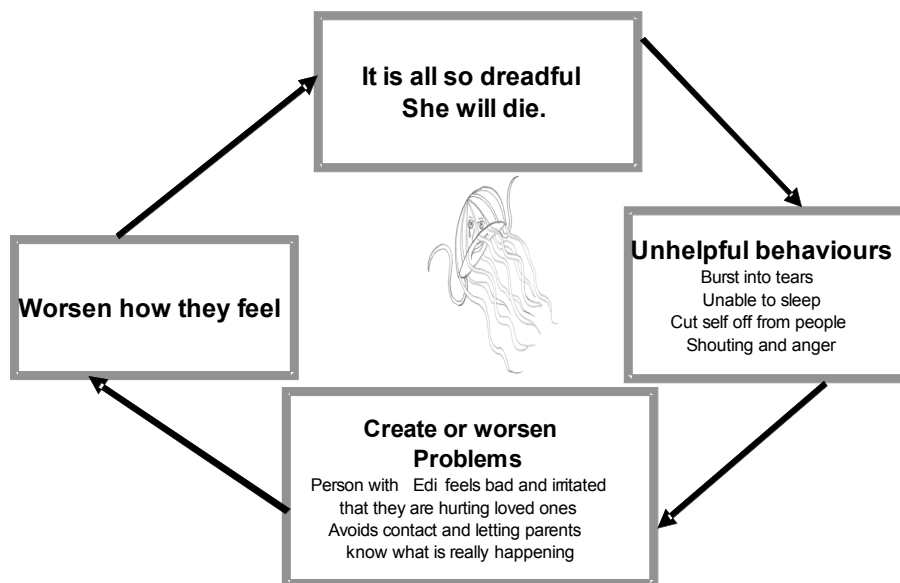 It is all so dreadful
She will die.
Unhelpful behaviours
Burst into tears
Unable to sleep
Cut self off from people
Shouting and anger
Create or worsen
Problems
Person with Edi feels bad and irritated
that they are hurting loved ones
Avoids contact and letting parents
know what is really happening
Worsen how they feel